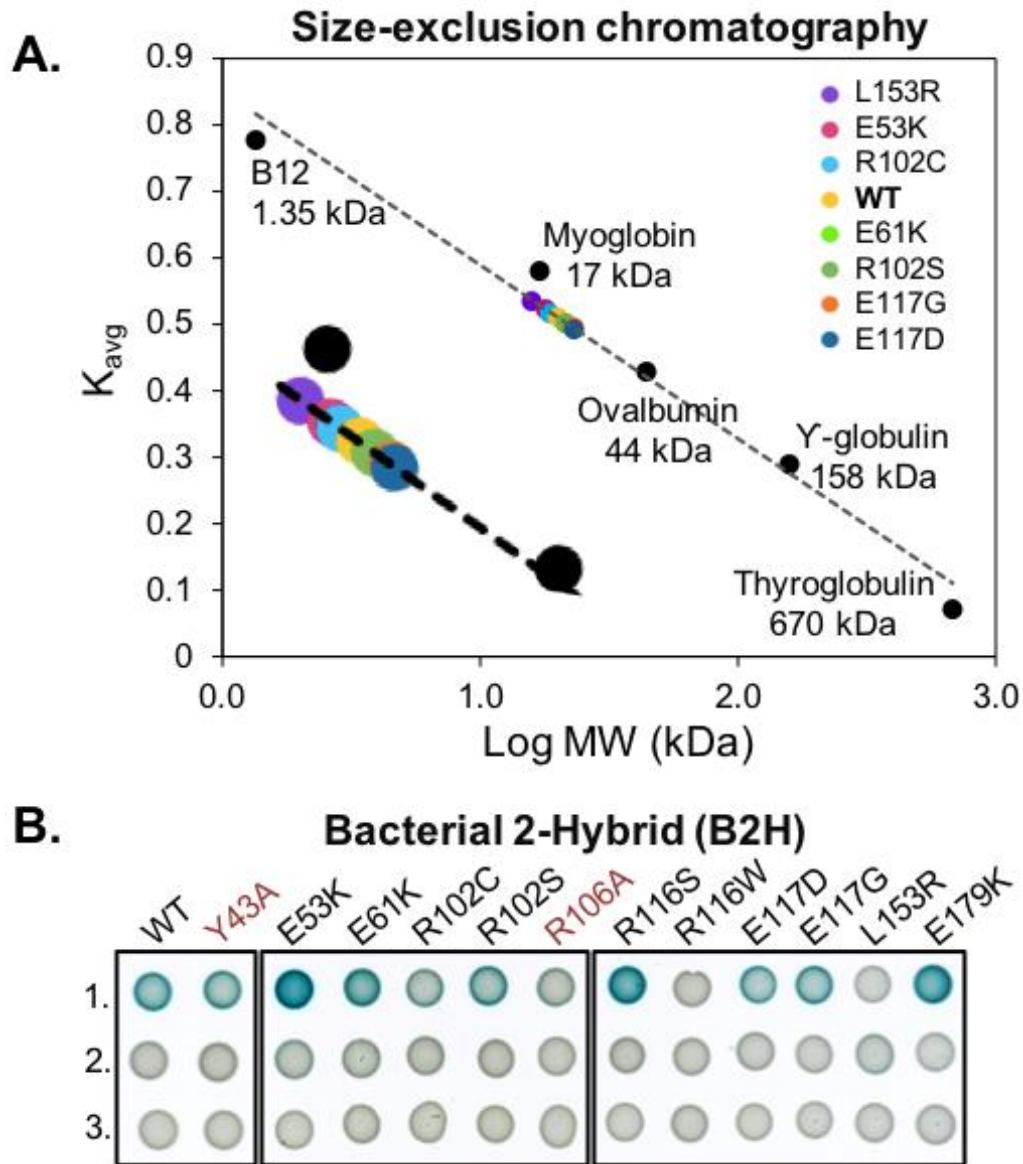 A.
Size-exclusion chromatography
0.9
0.8
0.7
0.6
0.5
0.4
0.3
0.2
0.1
0
K_avg
B12
1.35 kDa
Myoglobin
17 kDa
Ovalbumin
44 kDa
ϒ-globulin
158 kDa
Thyroglobulin
670 kDa
L153R
E53K
R102C
WT
E61K
R102S
E117G
E117D
0.0 1.0 2.0 3.0
Log MW (kDa)
B.
Bacterial 2-Hybrid (B2H)
WT Y43A E53K E61K R102C R102S R106A R116S R116W E117D E117G L153R E179K
1.
2.
3.